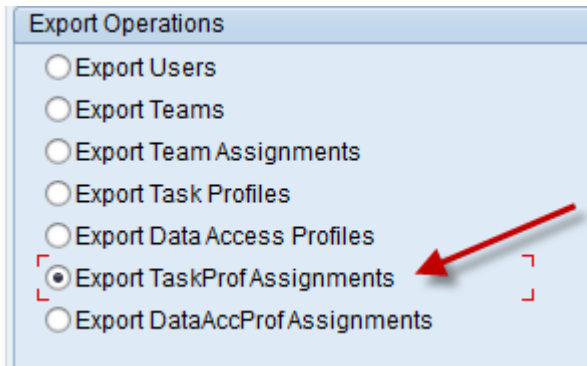 Export Operations
Export Users
Export Teams
Export Team Assignments
Export Task Profiles
Export Data Access Profiles
Export TaskProf Assignments
Export DataAccProf Assignments